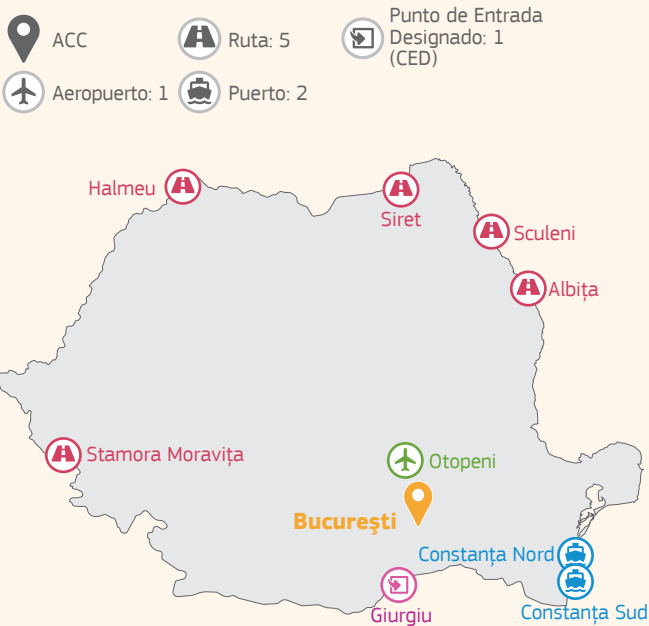 ACC
Ruta: 5
Punto de Entrada
Designado: 1
(CED)
Aeropuerto: 1
Puerto: 2
Halmeu
Siret
Sculeni
Albița
Stamora Moravița
Otopeni
Bucureşti
Constanța Nord
Giurgiu
Constanța Sud